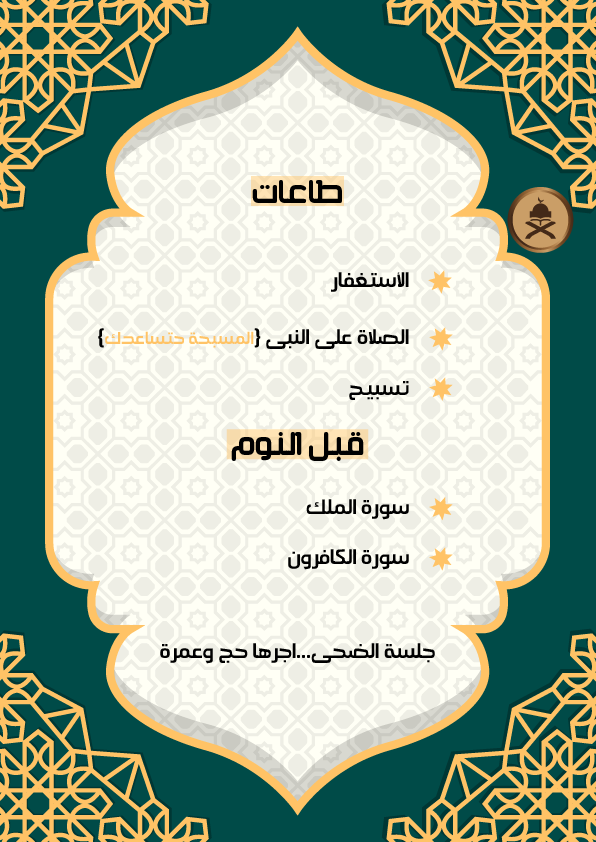 طاعات
الاستغفار
الصلاة على النبى {المسبحة حتساعدك}
تسبيح
قبل النوم
سورة الملك
سورة الكافرون
جلسة الضحى...اجرها حج وعمرة